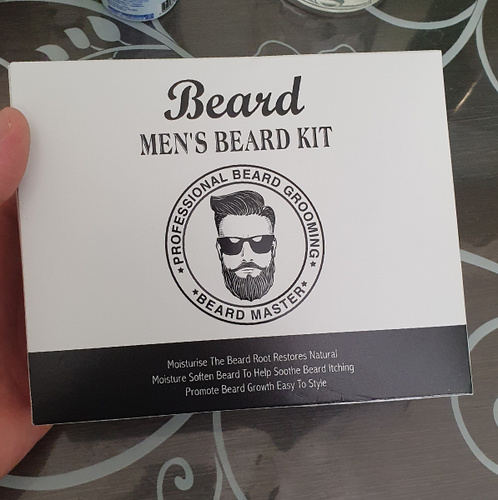 Beard
MEN'S BEARD KIT
PROFESSIONAL BEARD GROOMING
BEARD MASTER
Moisturise The Beard Root Restores Natural
Moisture Soften Beard To Help Soothe Beard Itching
Promote Beard Growth Easy To Style